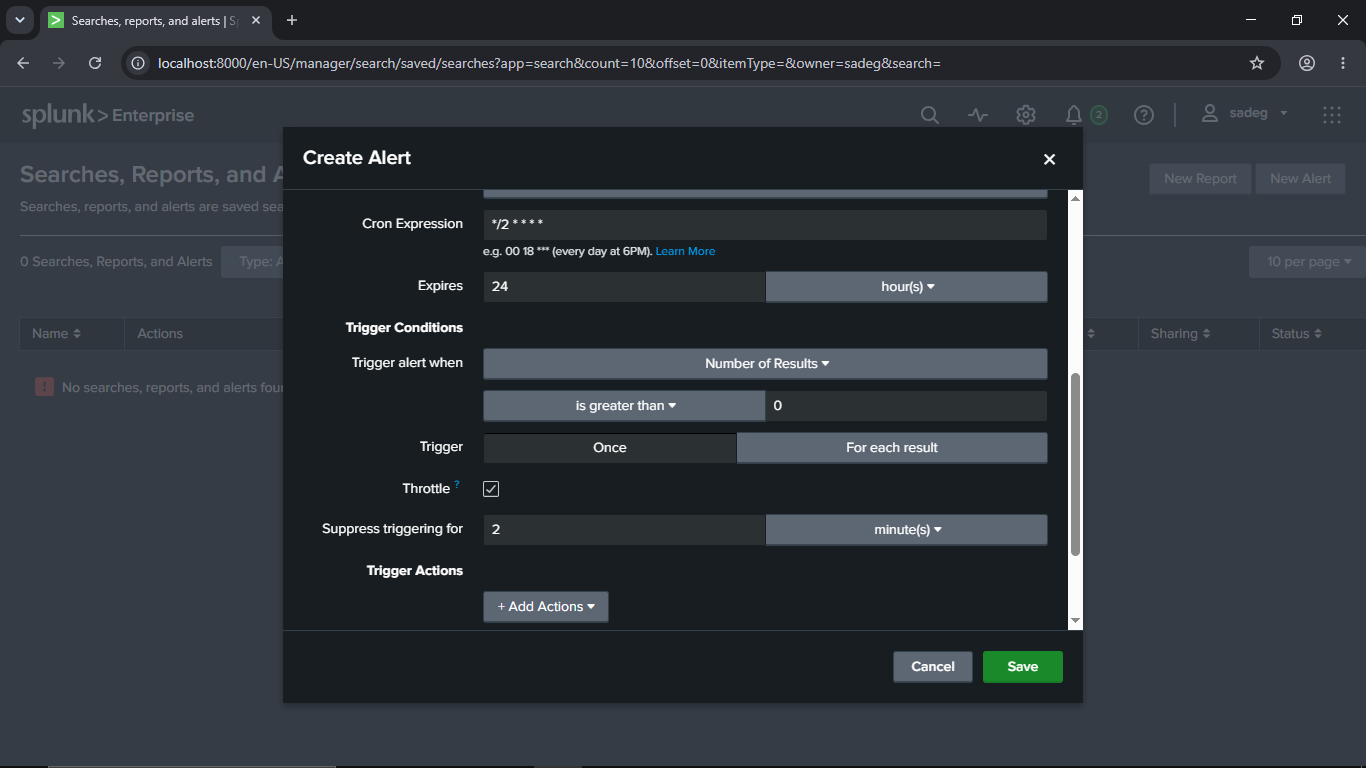 Searches, reports, and alerts | S
localhost:8000/en-US/manager/search/saved/searches?app=search&count=10&offset=0&itemType=&owner=sadeg&search=
splunk> Enterprise
2
?
sadeg
Create Alert
Searches, Reports, and A
New Report
New Alert
Searches, reports, and alerts are saved sea
Cron Expression
*/2 * * * *
e.g. 00 18 *** (every day at 6PM). Learn More
0 Searches, Reports, and Alerts
Type: A
10 per page
Expires
24
hour(s)
Trigger Conditions
Name
Actions
Sharing
Status
Trigger alert when
Number of Results
! No searches, reports, and alerts four
is greater than
0
Trigger
Once
For each result
Throttle ?
Suppress triggering for
2
minute(s)
Trigger Actions
+ Add Actions
Cancel
Save